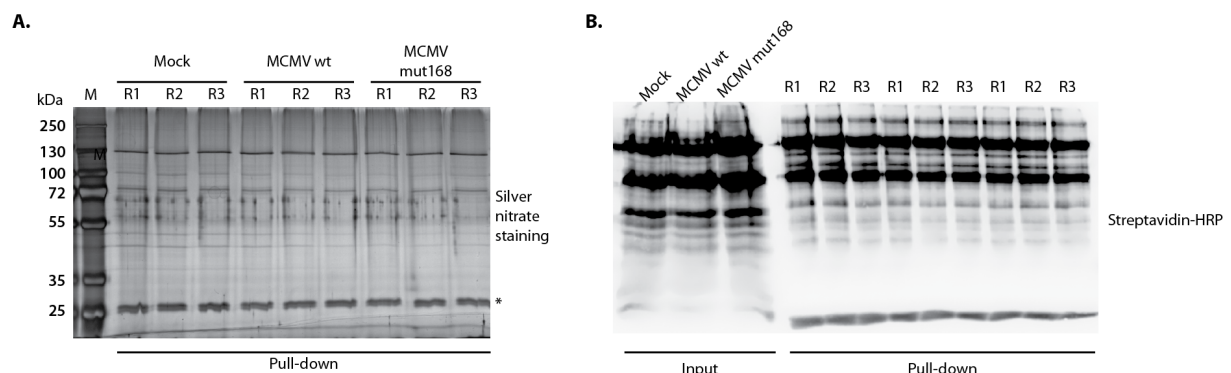 A.
Mock
MCMV wt
MCMV
mut168
kDa
M
R1
R2
R3
R1
R2
R3
R1
R2
R3
250
130
M
100
72
55
35
25
Silver
nitrate
staining
*
Pull-down
B.
Mock
MCMV wt
MCMV mut168
R1
R2
R3
R1
R2
R3
R1
R2
R3
Streptavidin-HRP
Input
Pull-down